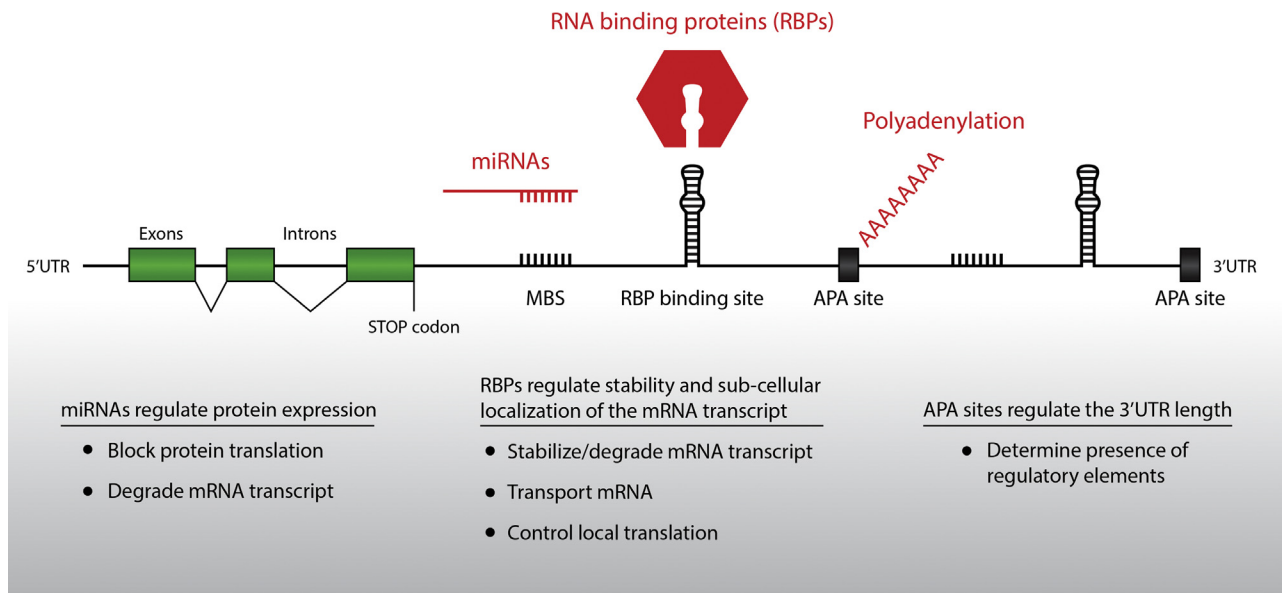 RNA binding proteins (RBPs)
Polyadenylation
miRNAs
AAAAAAAA
Exons
Introns
5'UTR
3'UTR
MBS
RBP binding site
APA site
APA site
STOP codon
miRNAs regulate protein expression
• Block protein translation
• Degrade mRNA transcript
RBPs regulate stability and sub-cellular
localization of the mRNA transcript
• Stabilize/degrade mRNA transcript
• Transport mRNA
• Control local translation
APA sites regulate the 3'UTR length
• Determine presence of
regulatory elements